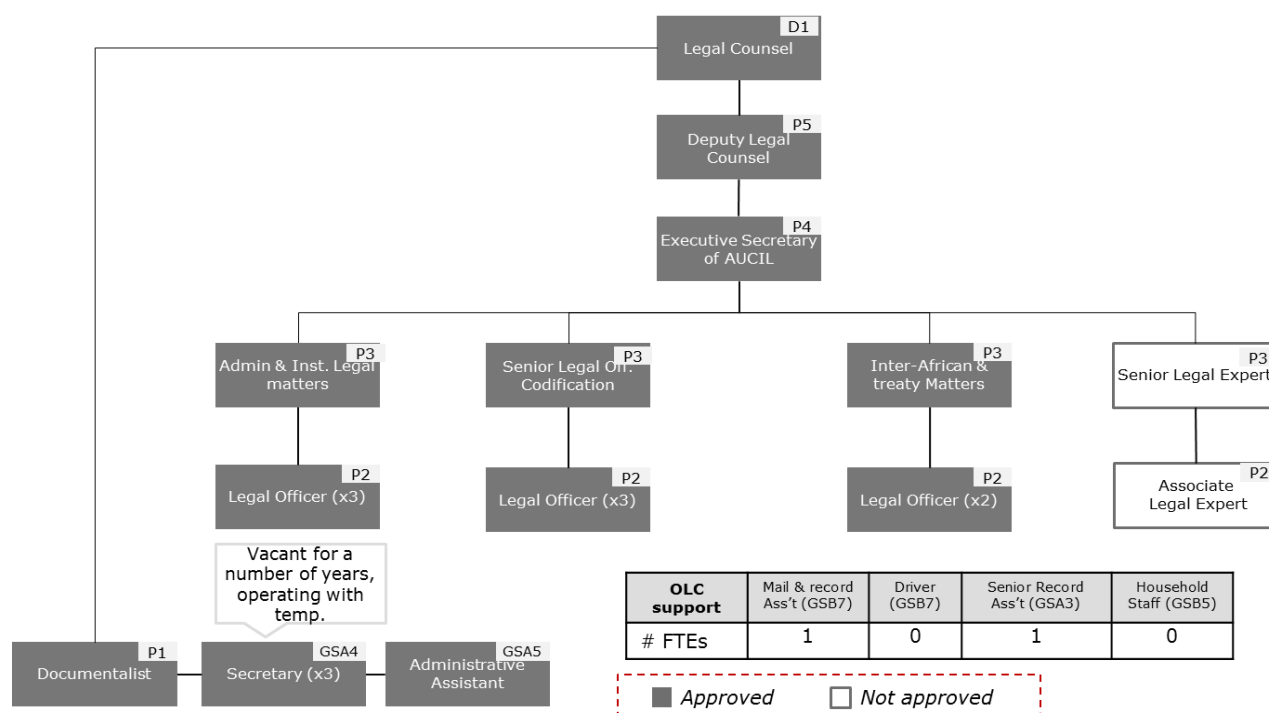 D1
Legal Counsel
P5
Deputy Legal
Counsel
P4
Executive Secretary
of AUCIL
P3
Admin & Inst. Legal
matters
P3
Senior Legal Off.
Codification
P3
Inter-African &
treaty Matters
P3
Senior Legal Expert
P2
Legal Officer (x3)
P2
Legal Officer (x3)
P2
Legal Officer (x2)
P2
Associate
Legal Expert
Vacant for a
number of years,
operating with
temp.
P1
Documentalist
GSA4
Secretary (x3)
GSA5
Administrative
Assistant
OLC
support
Mail & record
Ass't (GSB7)
Driver
(GSB7)
Senior Record
Ass't (GSA3)
Household
Staff (GSB5)
# FTEs
1
0
1
0
Approved
Not approved